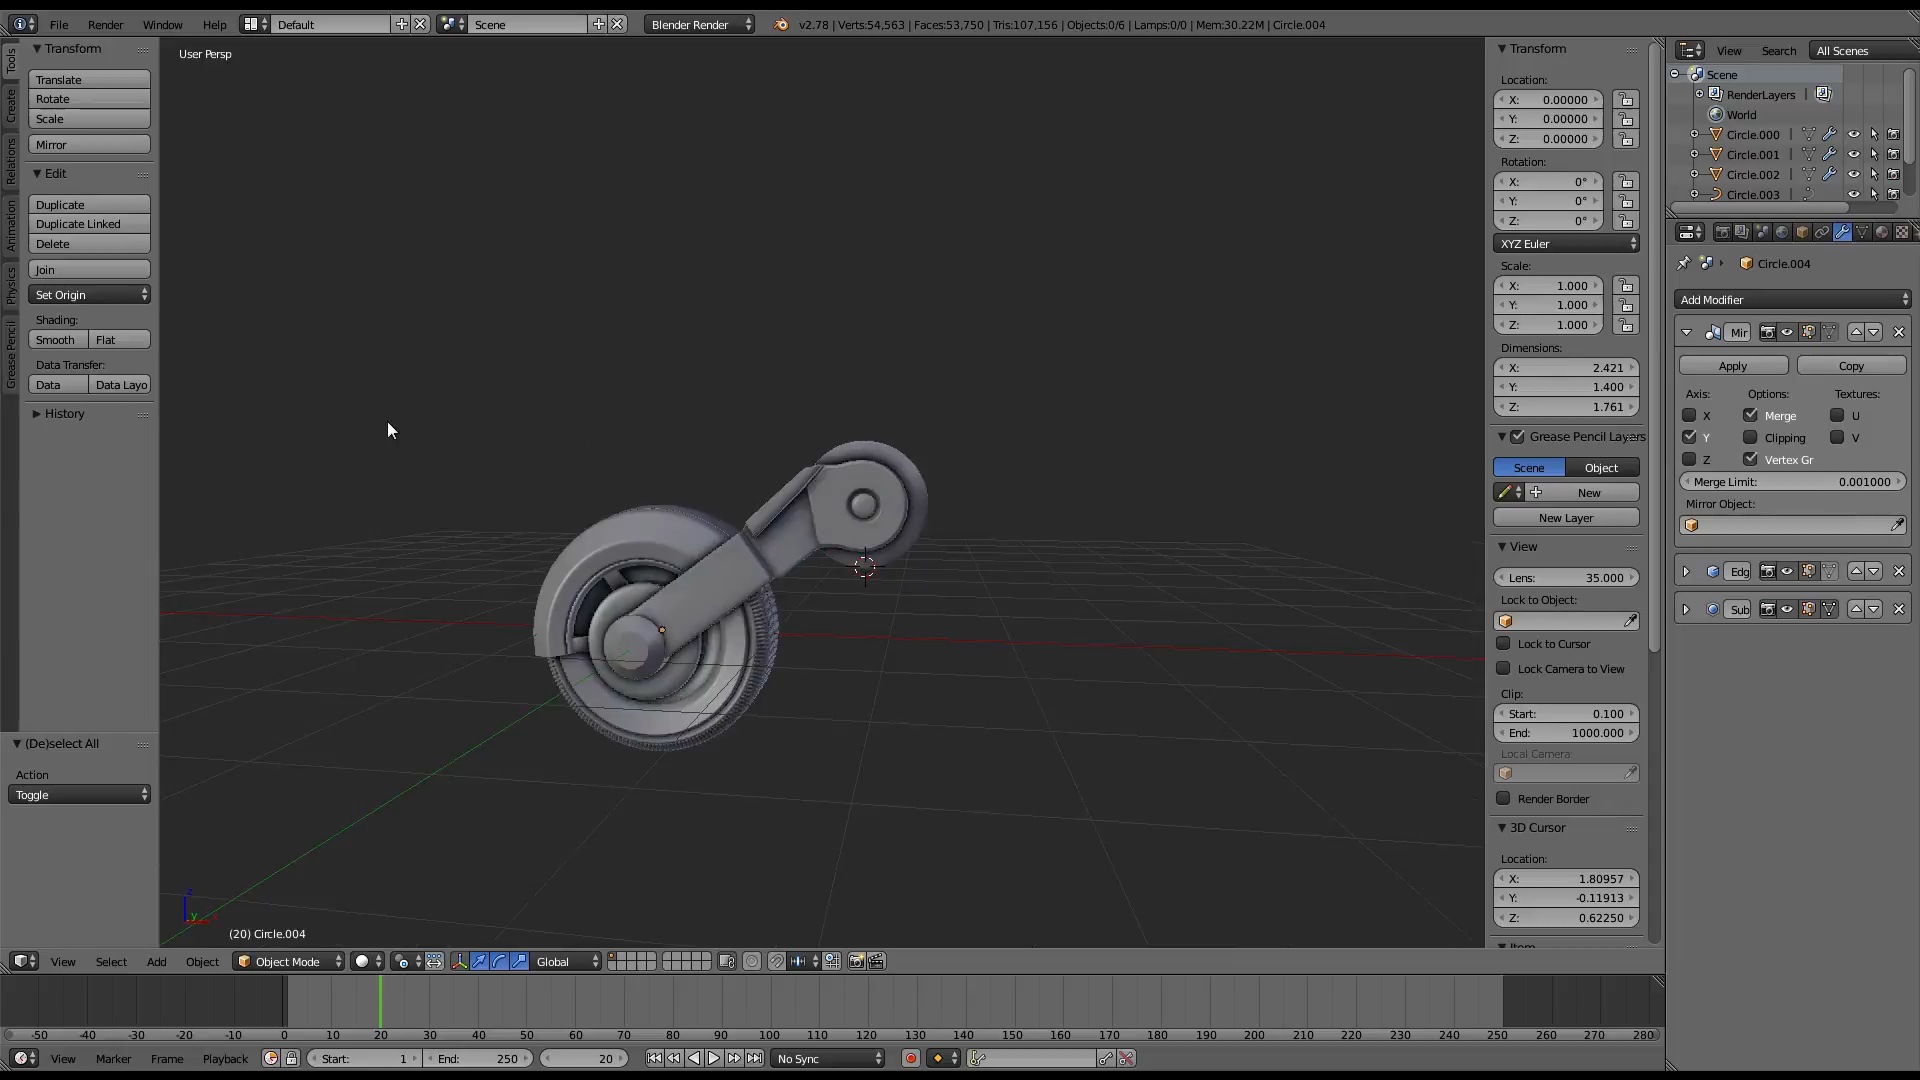 File Render Window Help Default Scene Blender Render v2.78 | Verts:54,563 | Faces:53,750 | Tris:107,156 | Objects:0/6 | Lamps:0/0 | Mem:30.22M | Circle.004
Tools
Create
Relations
Animation
Physics
Grease Pencil
Transform
Translate
Rotate
Scale
Mirror
Edit
Duplicate
Duplicate Linked
Delete
Join
Set Origin
Shading:
Smooth Flat
Data Transfer:
Data Data Layo
History
(De)select All
Action
Toggle
User Persp
z
y
x
(20) Circle.004
Transform
Location:
X: 0.00000
Y: 0.00000
Z: 0.00000
Rotation:
X: 0°
Y: 0°
Z: 0°
XYZ Euler
Scale:
X: 1.000
Y: 1.000
Z: 1.000
Dimensions:
X: 2.421
Y: 1.400
Z: 1.761
Grease Pencil Layers
Scene Object
New
New Layer
View
Lens: 35.000
Lock to Object:
Lock to Cursor
Lock Camera to View
Clip:
Start: 0.100
End: 1000.000
Local Camera:
Render Border
3D Cursor
Location:
X: 1.80957
Y: -0.11913
Z: 0.62250
Item
View Search All Scenes
Scene
RenderLayers |
World
Circle.000 |
Circle.001 |
Circle.002 |
Circle.003 |
Circle.004
Add Modifier
Mir
Apply Copy
Axis: Options: Textures:
X Merge U
Y Clipping V
Z Vertex Gr
Merge Limit: 0.001000
Mirror Object:
Edg
Sub
View Select Add Object Object Mode Global
-50 -40 -30 -20 -10 0 10 20 30 40 50 60 70 80 90 100 110 120 130 140 150 160 170 180 190 200 210 220 230 240 250 260 270 280
View Marker Frame Playback Start: 1 End: 250 20 No Sync